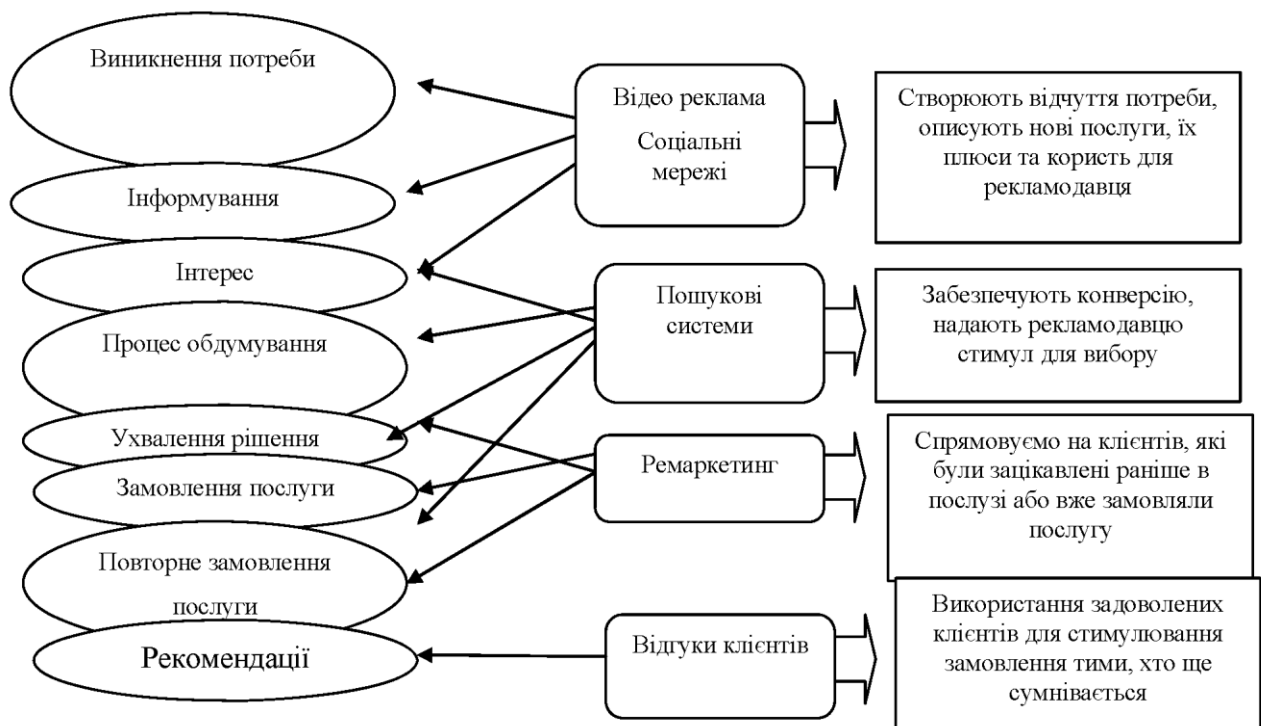 Виникнення потреби
Інформування
Інтерес
Процес обдумування
Ухвалення рішення
Замовлення послуги
Повторне замовлення
послуги
Рекомендації
Відео реклама
Соціальні
мережі
Пошукові
системи
Ремаркетинг
Відгуки клієнтів
Створюють відчуття потреби,
описують нові послуги, їх
плюси та користь для
рекламодавця
Забезпечують конверсію,
надають рекламодавцю
стимул для вибору
Спрямовуємо на клієнтів, які
були зацікавлені раніше в
послузі або вже замовляли
послугу
Використання задоволених
клієнтів для стимулювання
замовлення тими, хто ще
сумнівається